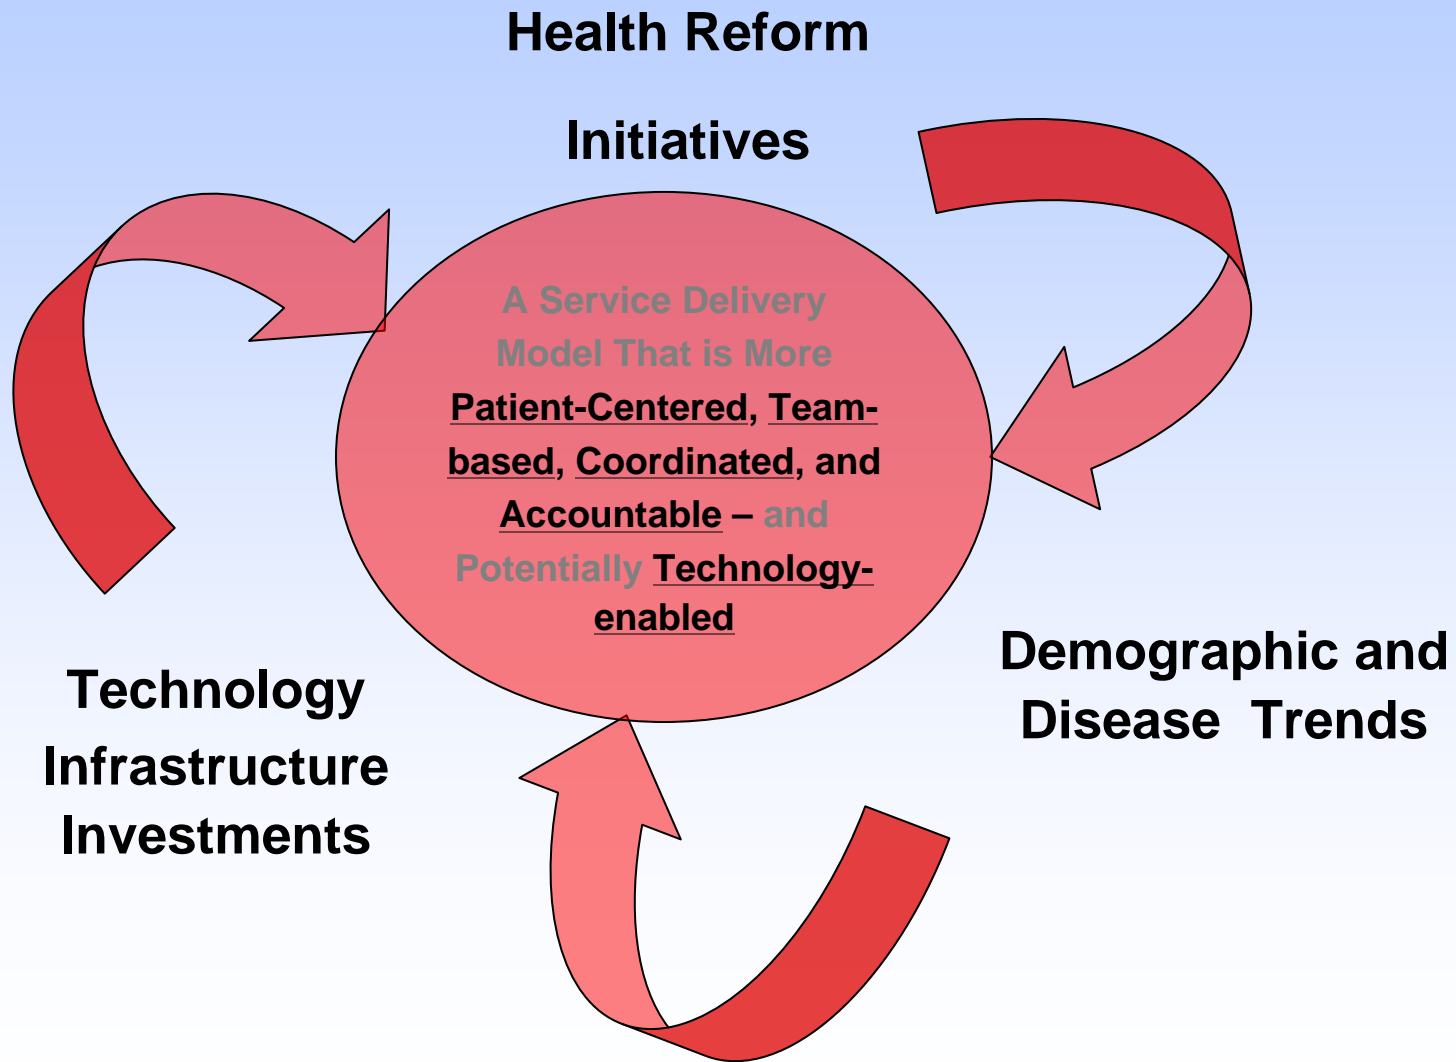 Health Reform
Initiatives
A Service Delivery
Model That is More
Patient-Centered, Team-
based, Coordinated, and
Accountable – and
Potentially Technology-
enabled
Demographic and
Disease  Trends
Technology
Infrastructure
Investments